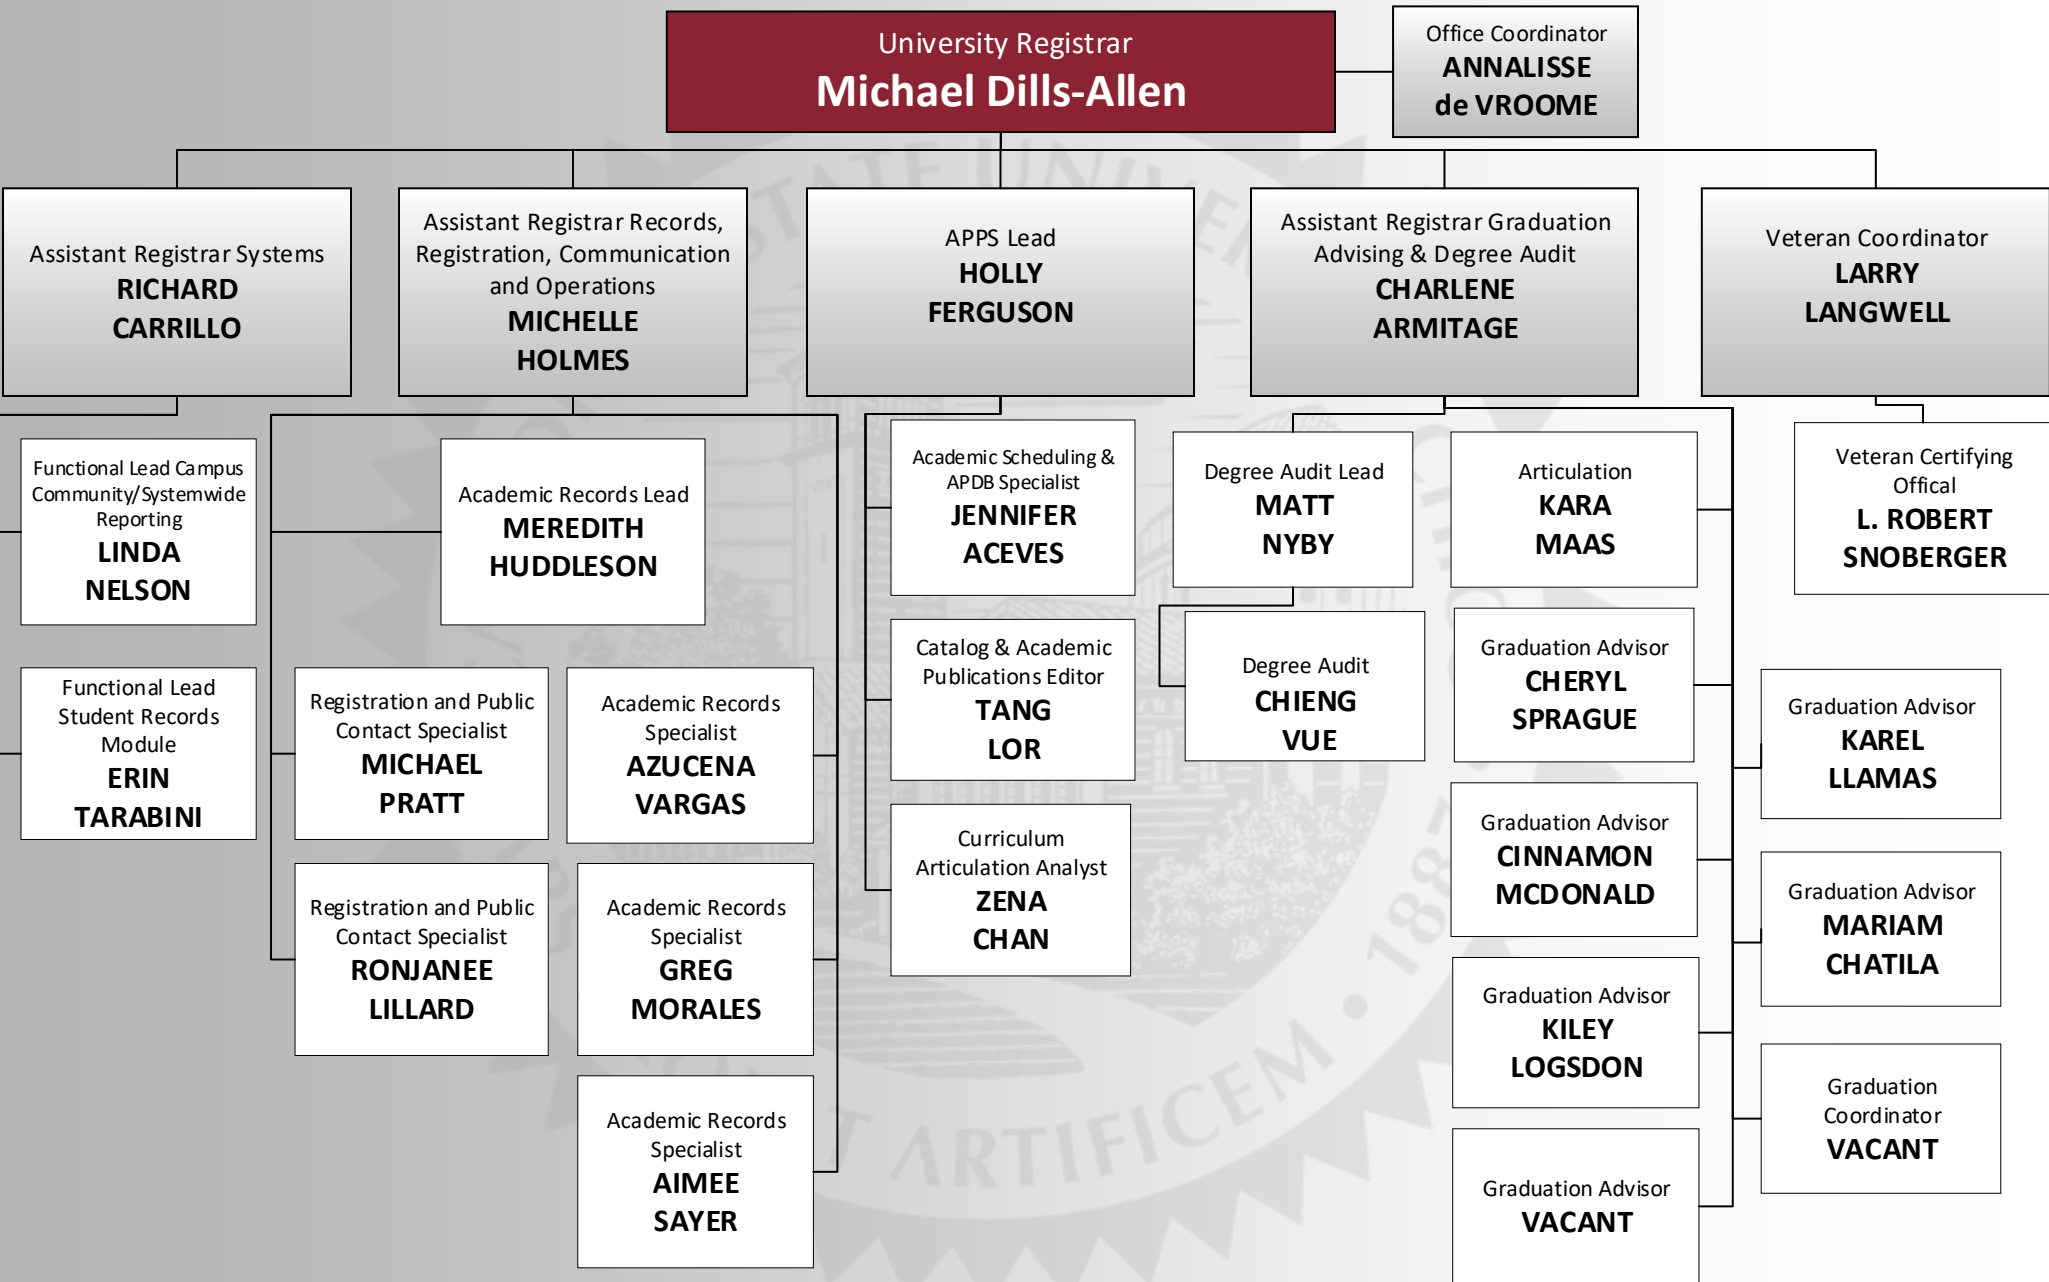 University Registrar
Michael Dills-Allen
Office Coordinator
ANNALISSE
de VROOME
Assistant Registrar Systems
RICHARD
CARRILLO
Assistant Registrar Records,
Registration, Communication
and Operations
MICHELLE
HOLMES
APPS Lead
HOLLY
FERGUSON
Assistant Registrar Graduation
Advising & Degree Audit
CHARLENE
ARMITAGE
Veteran Coordinator
LARRY
LANGWELL
Functional Lead Campus
Community/Systemwide
Reporting
LINDA
NELSON
Functional Lead
Student Records
Module
ERIN
TARABINI
Academic Records Lead
MEREDITH
HUDDLESON
Registration and Public
Contact Specialist
MICHAEL
PRATT
Registration and Public
Contact Specialist
RONJANEE
LILLARD
Academic Records
Specialist
AZUCENA
VARGAS
Academic Records
Specialist
GREG
MORALES
Academic Records
Specialist
AIMEE
SAYER
Academic Scheduling &
APDB Specialist
JENNIFER
ACEVES
Catalog & Academic
Publications Editor
TANG
LOR
Curriculum
Articulation Analyst
ZENA
CHAN
Degree Audit Lead
MATT
NYBY
Degree Audit
CHIENG
VUE
Articulation
KARA
MAAS
Graduation Advisor
CHERYL
SPRAGUE
Graduation Advisor
CINNAMON
MCDONALD
Graduation Advisor
KILEY
LOGSDON
Graduation Advisor
VACANT
Graduation Advisor
KAREL
LLAMAS
Graduation Advisor
MARIAM
CHATILA
Graduation
Coordinator
VACANT
Veteran Certifying
Offical
L. ROBERT
SNOBERGER
STATE
ARTIFICEM